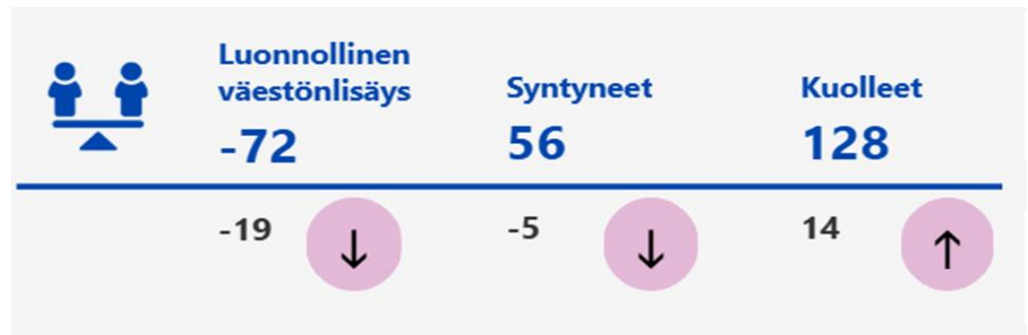 Luonnollinen
väestönlisäys Syntyneet Kuolleet
-72 56 128
-19 ↓ -5 ↓ 14 ↑